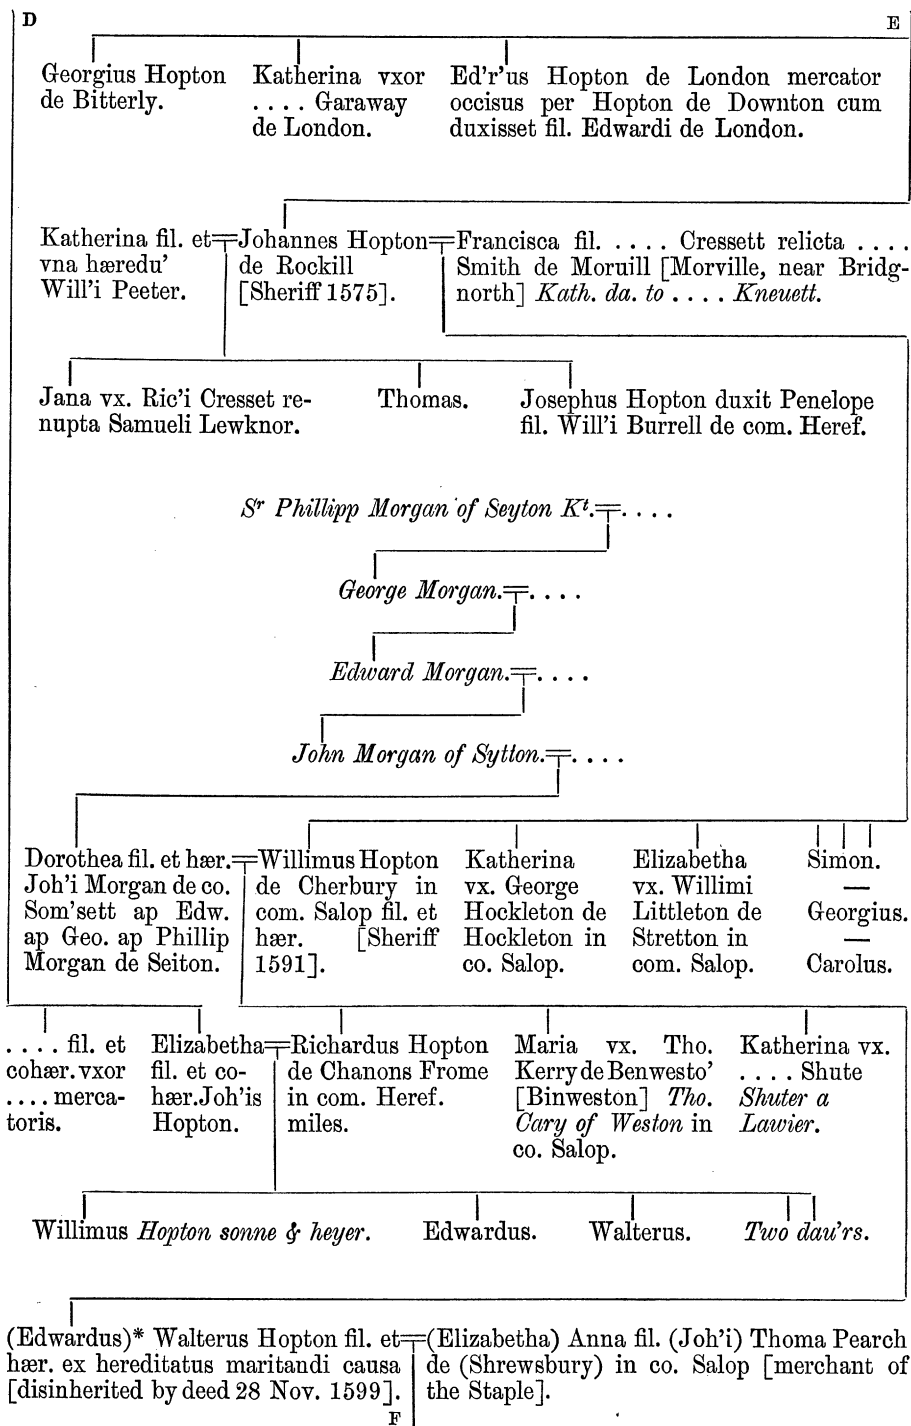 D E
Georgius Hopton
de Bitterly.
Katherina vxor
. . . . Garaway
de London.
Ed'r'us Hopton de London mercator
occisus per Hopton de Downton cum
duxisset fil. Edwardi de London.
Katherina fil. et
vna hæredu'
Will'i Peeter.
Johannes Hopton
de Rockill
[Sheriff 1575].
Francisca fil. . . . . Cressett relicta . . . .
Smith de Moruill [Morville, near Bridg-
north] Kath. da. to . . . . Kneuett.
Jana vx. Ric'i Cresset re-
nupta Samueli Lewknor.
Thomas.
Josephus Hopton duxit Penelope
fil. Will'i Burrell de com. Heref.
Sr Phillipp Morgan of Seyton Kt. . . . .
George Morgan. . . . .
Edward Morgan. . . . .
John Morgan of Sytton. . . . .
Dorothea fil. et hær.
Joh'i Morgan de co.
Som'sett ap Edw.
ap Geo. ap Phillip
Morgan de Seiton.
Willimus Hopton
de Cherbury in
com. Salop fil. et
hær. [Sheriff
1591].
Katherina
vx. George
Hockleton de
Hockleton in
co. Salop.
Elizabetha
vx. Willimi
Littleton de
Stretton in
com. Salop.
Simon.
—
Georgius.
—
Carolus.
. . . . fil. et
cohær. vxor
. . . . merca-
toris.
Elizabetha
fil. et co-
hær. Joh'is
Hopton.
Richardus Hopton
de Chanons Frome
in com. Heref.
miles.
Maria vx. Tho.
Kerry de Benwesto'
[Binweston] Tho.
Cary of Weston in
co. Salop.
Katherina vx.
. . . . Shute
Shuter a
Lawier.
Willimus Hopton sonne & heyer.
Edwardus.
Walterus.
Two dau'rs.
(Edwardus)* Walterus Hopton fil. et
hær. ex hereditatus maritandi causa
[disinherited by deed 28 Nov. 1599].
(Elizabetha) Anna fil. (Joh'i) Thoma Pearch
de (Shrewsbury) in co. Salop [merchant of
the Staple].
F